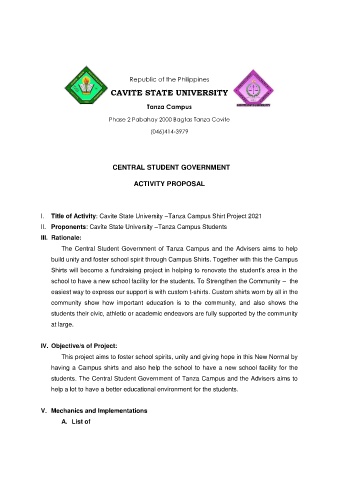 Republic of the Philippines
CAVITE STATE UNIVERSITY
Tanza Campus
Phase 2 Pabahay 2000 Bagtas Tanza Cavite
(046)414-3979
CENTRAL STUDENT GOVERNMENT
ACTIVITY PROPOSAL
I. Title of Activity: Cavite State University –Tanza Campus Shirt Project 2021
II. Proponents: Cavite State University –Tanza Campus Students
III. Rationale:
The Central Student Government of Tanza Campus and the Advisers aims to help
build unity and foster school spirit through Campus Shirts. Together with this the Campus
Shirts will become a fundraising project in helping to renovate the student's area in the
school to have a new school facility for the students. To Strengthen the Community – the
easiest way to express our support is with custom t-shirts. Custom shirts worn by all in the
community show how important education is to the community, and also shows the
students their civic, athletic or academic endeavors are fully supported by the community
at large.
IV. Objective/s of Project:
This project aims to foster school spirits, unity and giving hope in this New Normal by
having a Campus shirts and also help the school to have a new school facility for the
students. The Central Student Government of Tanza Campus and the Advisers aims to
help a lot to have a better educational environment for the students.
V. Mechanics and Implementations
A. List of